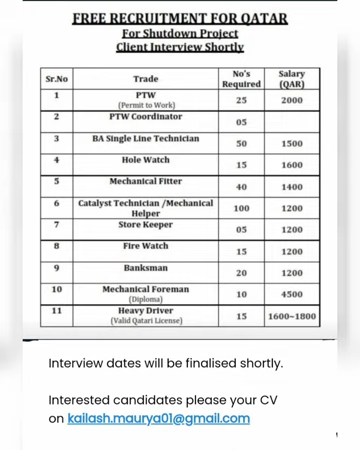 FREE RECRUITMENT FOR QATAR
For Shutdown Project
Client Interview Shortly
Sr.No Trade No's Required Salary (QAR)
1 PTW (Permit to Work) 25 2000
2 PTW Coordinator 05
3 BA Single Line Technician 50 1500
4 Hole Watch 15 1600
5 Mechanical Fitter 40 1400
6 Catalyst Technician /Mechanical Helper 100 1200
7 Store Keeper 05 1200
8 Fire Watch 15 1200
9 Banksman 20 1200
10 Mechanical Foreman (Diploma) 10 4500
11 Heavy Driver (Valid Qatari License) 15 1600~1800
Interview dates will be finalised shortly.
Interested candidates please your CV
on kailash.maurya01@gmail.com